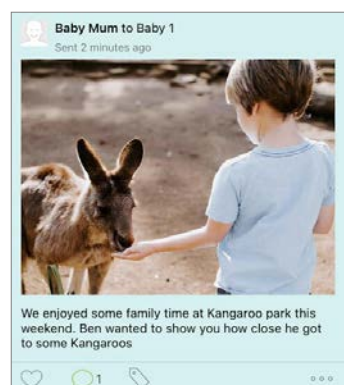 Baby Mum to Baby 1
Sent 2 minutes ago
We enjoyed some family time at Kangaroo park this
weekend. Ben wanted to show you how close he got
to some Kangaroos
1